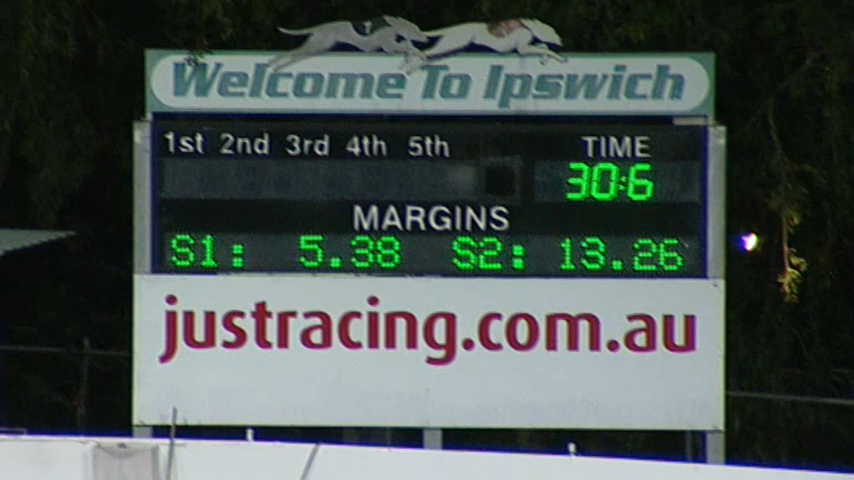 Welcome To Ipswich
1st 2nd 3rd 4th 5th TIME
30:6
MARGINS
S1: 5.38 S2: 13.26
justracing.com.au